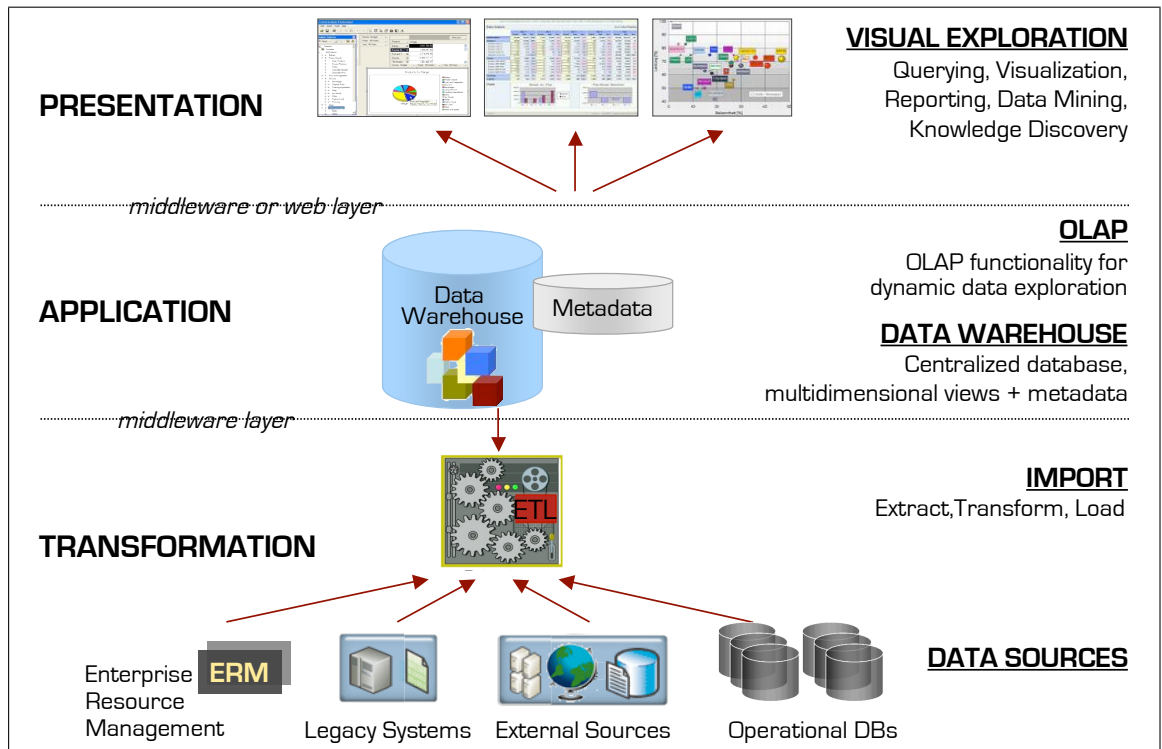 VISUAL EXPLORATION
Querying, Visualization,
Reporting, Data Mining,
Knowledge Discovery
PRESENTATION
middleware or web layer
OLAP
OLAP functionality for
dynamic data exploration
Data
Warehouse
Metadata
APPLICATION
DATA WAREHOUSE
Centralized database,
multidimensional views + metadata
middleware layer
IMPORT
Extract,Transform, Load
ETL
TRANSFORMATION
Enterprise
Resource
Management
ERM
Legacy Systems
External Sources
Operational DBs
DATA SOURCES